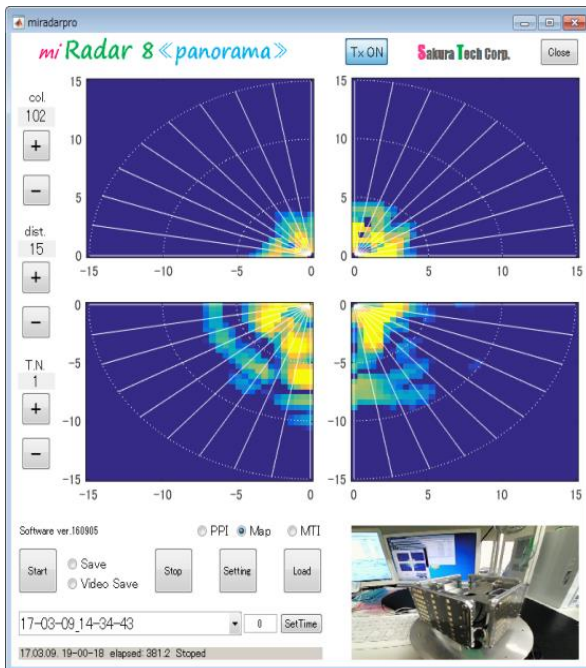 miradarpro
mi Radar 8 《panorama》
Tx ON
Sakura Tech Corp.
Close
col.
102
+
−
dist.
15
+
−
T.N.
1
+
−
15
10
5
0
−15 −10 −5 0
15
10
5
0
0 5 10 15
0
−5
−10
−15
−15 −10 −5 0
0
−5
−10
−15
0 5 10 15
Software ver.160905
PPI Map MTI
Start
Save
Video Save
Stop
Setting
Load
17-03-09_14-34-43
0
SetTime
17.03.09. 19-00-18 elapsed: 381.2 Stoped